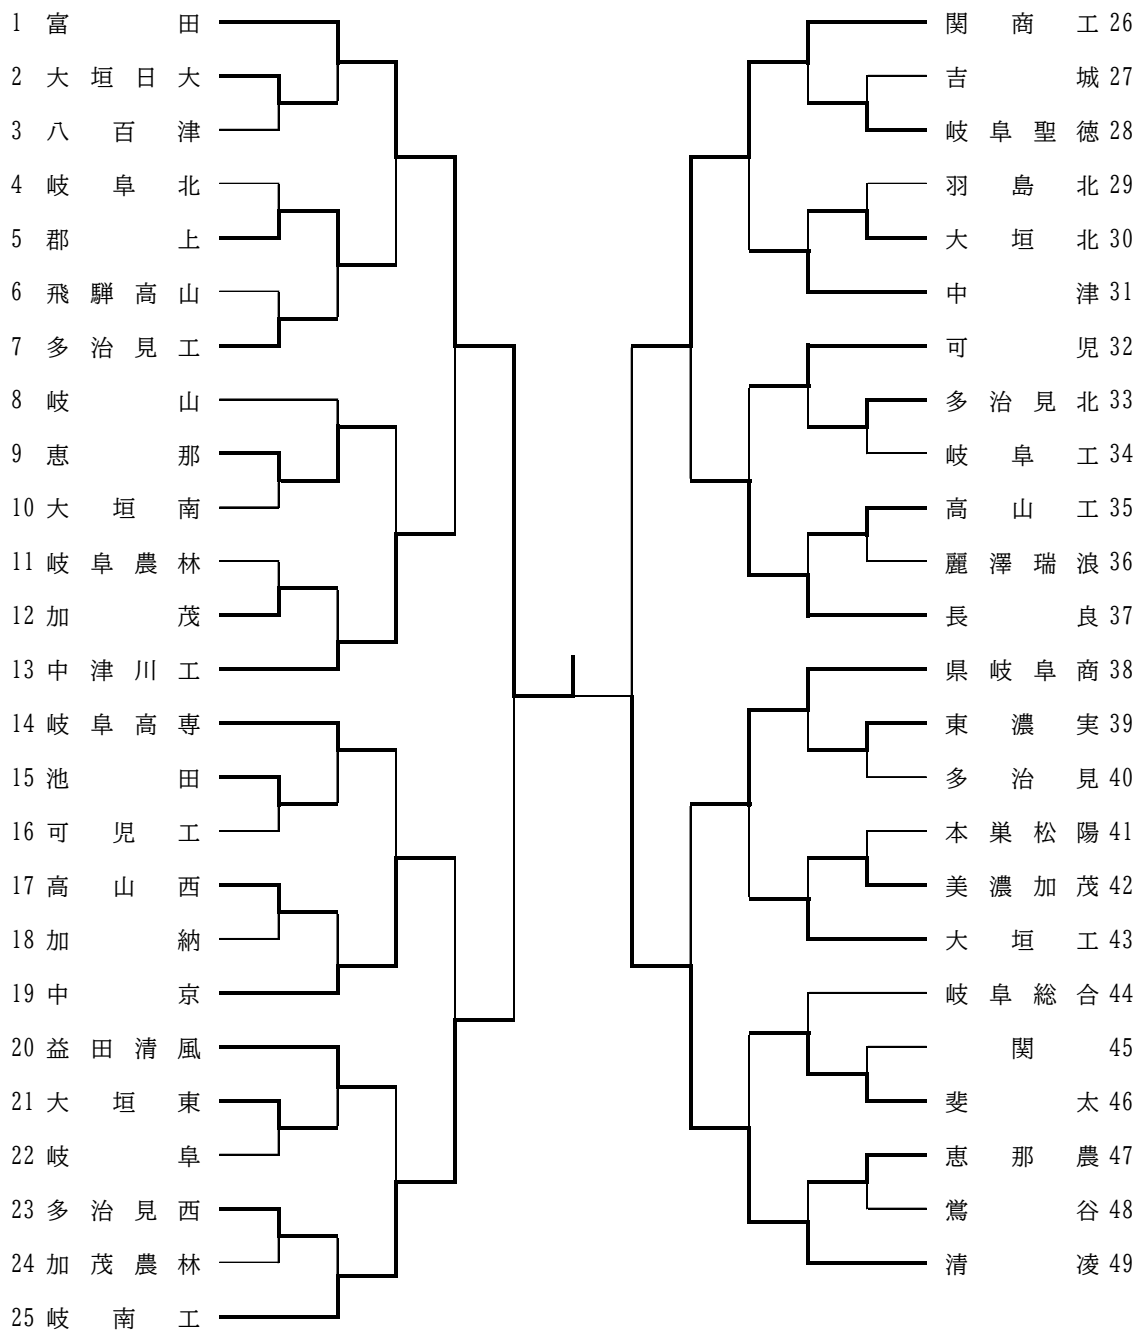 1 富田
2 大垣日大
3 八百津
4 岐阜北
5 郡上
6 飛騨高山
7 多治見工
8 岐山
9 恵那
10 大垣南
11 岐阜農林
12 加茂
13 中津川工
14 岐阜高専
15 池田
16 可児工
17 高山西
18 加納
19 中京
20 益田清風
21 大垣東
22 岐阜
23 多治見西
24 加茂農林
25 岐南工
関商工 26
吉城 27
岐阜聖徳 28
羽島北 29
大垣北 30
中津 31
可児 32
多治見北 33
岐阜工 34
高山工 35
麗澤瑞浪 36
長良 37
県岐阜商 38
東濃実 39
多治見 40
本巣松陽 41
美濃加茂 42
大垣工 43
岐阜総合 44
関 45
斐太 46
恵那農 47
鶯谷 48
清凌 49